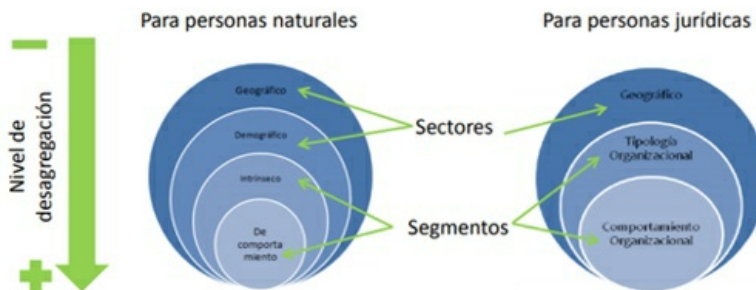 Para personas naturales
Para personas jurídicas
Nivel de
desagregación
Geográfico
Demográfico
Intrínseco
De
comporta
miento
Sectores
Segmentos
Geográfico
Tipología
Organizacional
Comportamiento
Organizacional